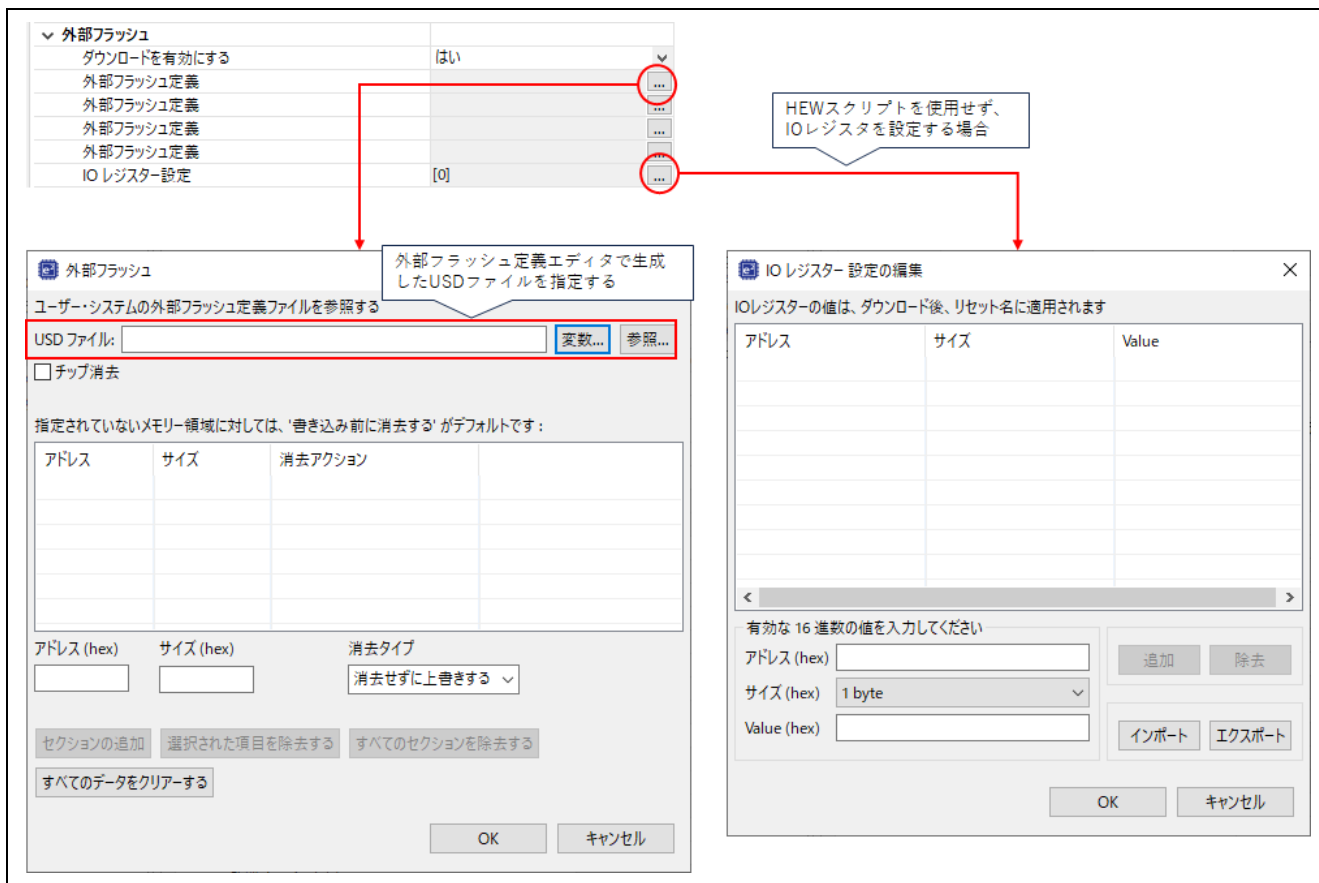 外部フラッシュ
ダウンロードを有効にする はい
外部フラッシュ定義 ...
外部フラッシュ定義 ...
外部フラッシュ定義 ...
外部フラッシュ定義 ...
IO レジスター設定 [0] ...
HEWスクリプトを使用せず、
IOレジスタを設定する場合
外部フラッシュ定義エディタで生成
したUSDファイルを指定する
外部フラッシュ
ユーザー・システムの外部フラッシュ定義ファイルを参照する
USD ファイル: 変数... 参照...
チップ消去
指定されていないメモリー領域に対しては、'書き込み前に消去する' がデフォルトです :
アドレス サイズ 消去アクション
アドレス (hex) サイズ (hex) 消去タイプ
消去せずに上書きする
セクションの追加 選択された項目を除去する すべてのセクションを除去する
すべてのデータをクリアーする
OK キャンセル
IO レジスター 設定の編集
IOレジスターの値は、ダウンロード後、リセット名に適用されます
アドレス サイズ Value
有効な 16 進数の値を入力してください
アドレス (hex)
サイズ (hex) 1 byte
Value (hex)
追加 除去
インポート エクスポート
OK キャンセル